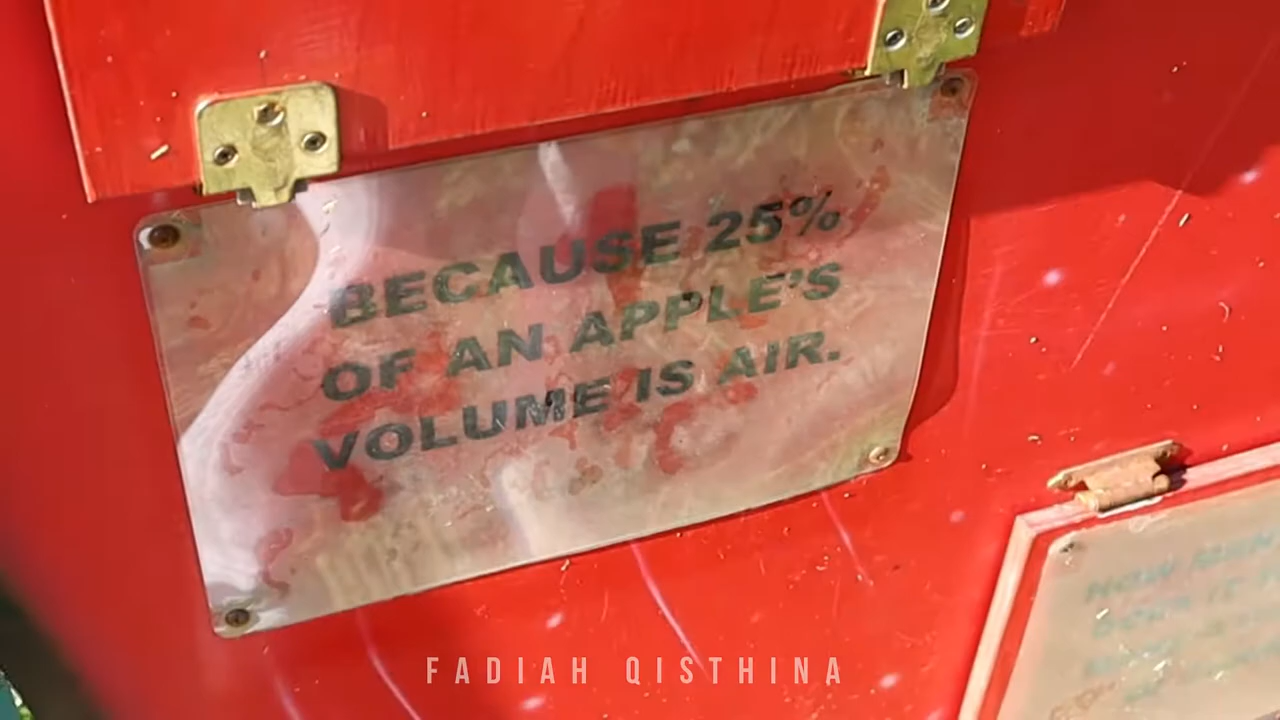 BECAUSE 25%
OF AN APPLE'S
VOLUME IS AIR.
FADIAH QISTHINA